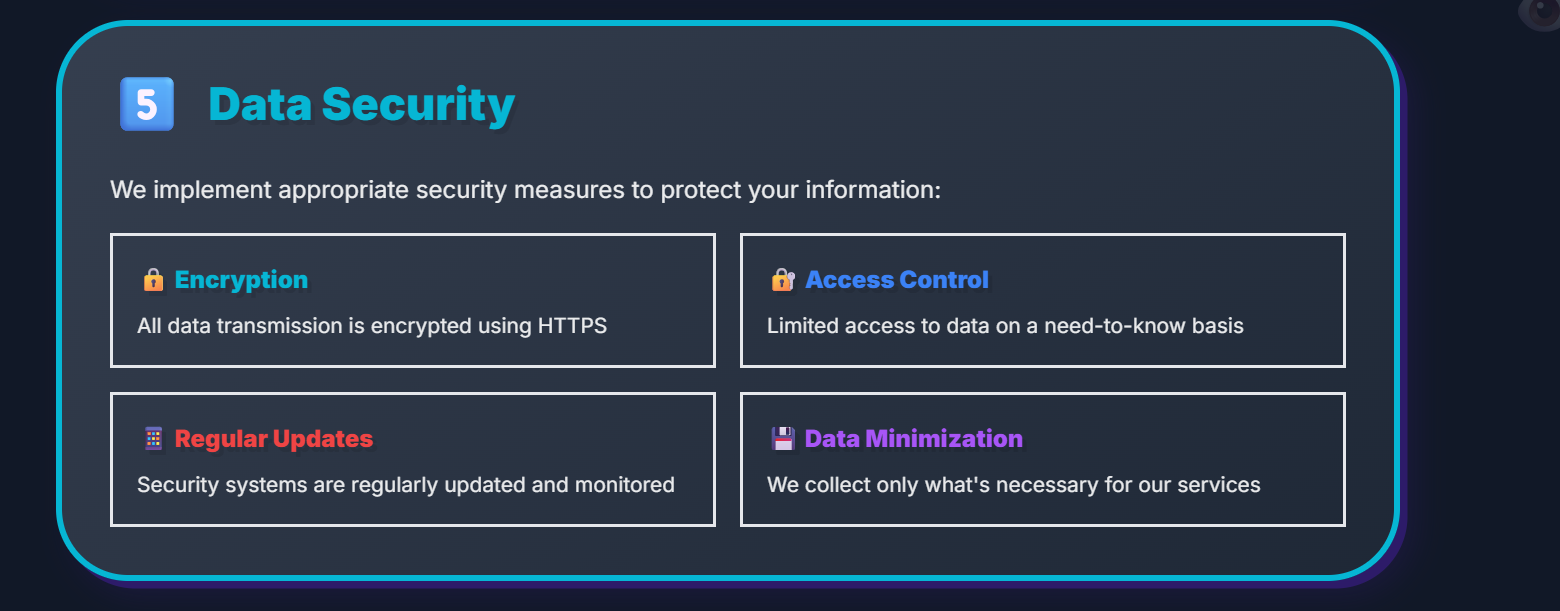 5 Data Security
We implement appropriate security measures to protect your information:
Encryption
All data transmission is encrypted using HTTPS
Access Control
Limited access to data on a need-to-know basis
Regular Updates
Security systems are regularly updated and monitored
Data Minimization
We collect only what's necessary for our services